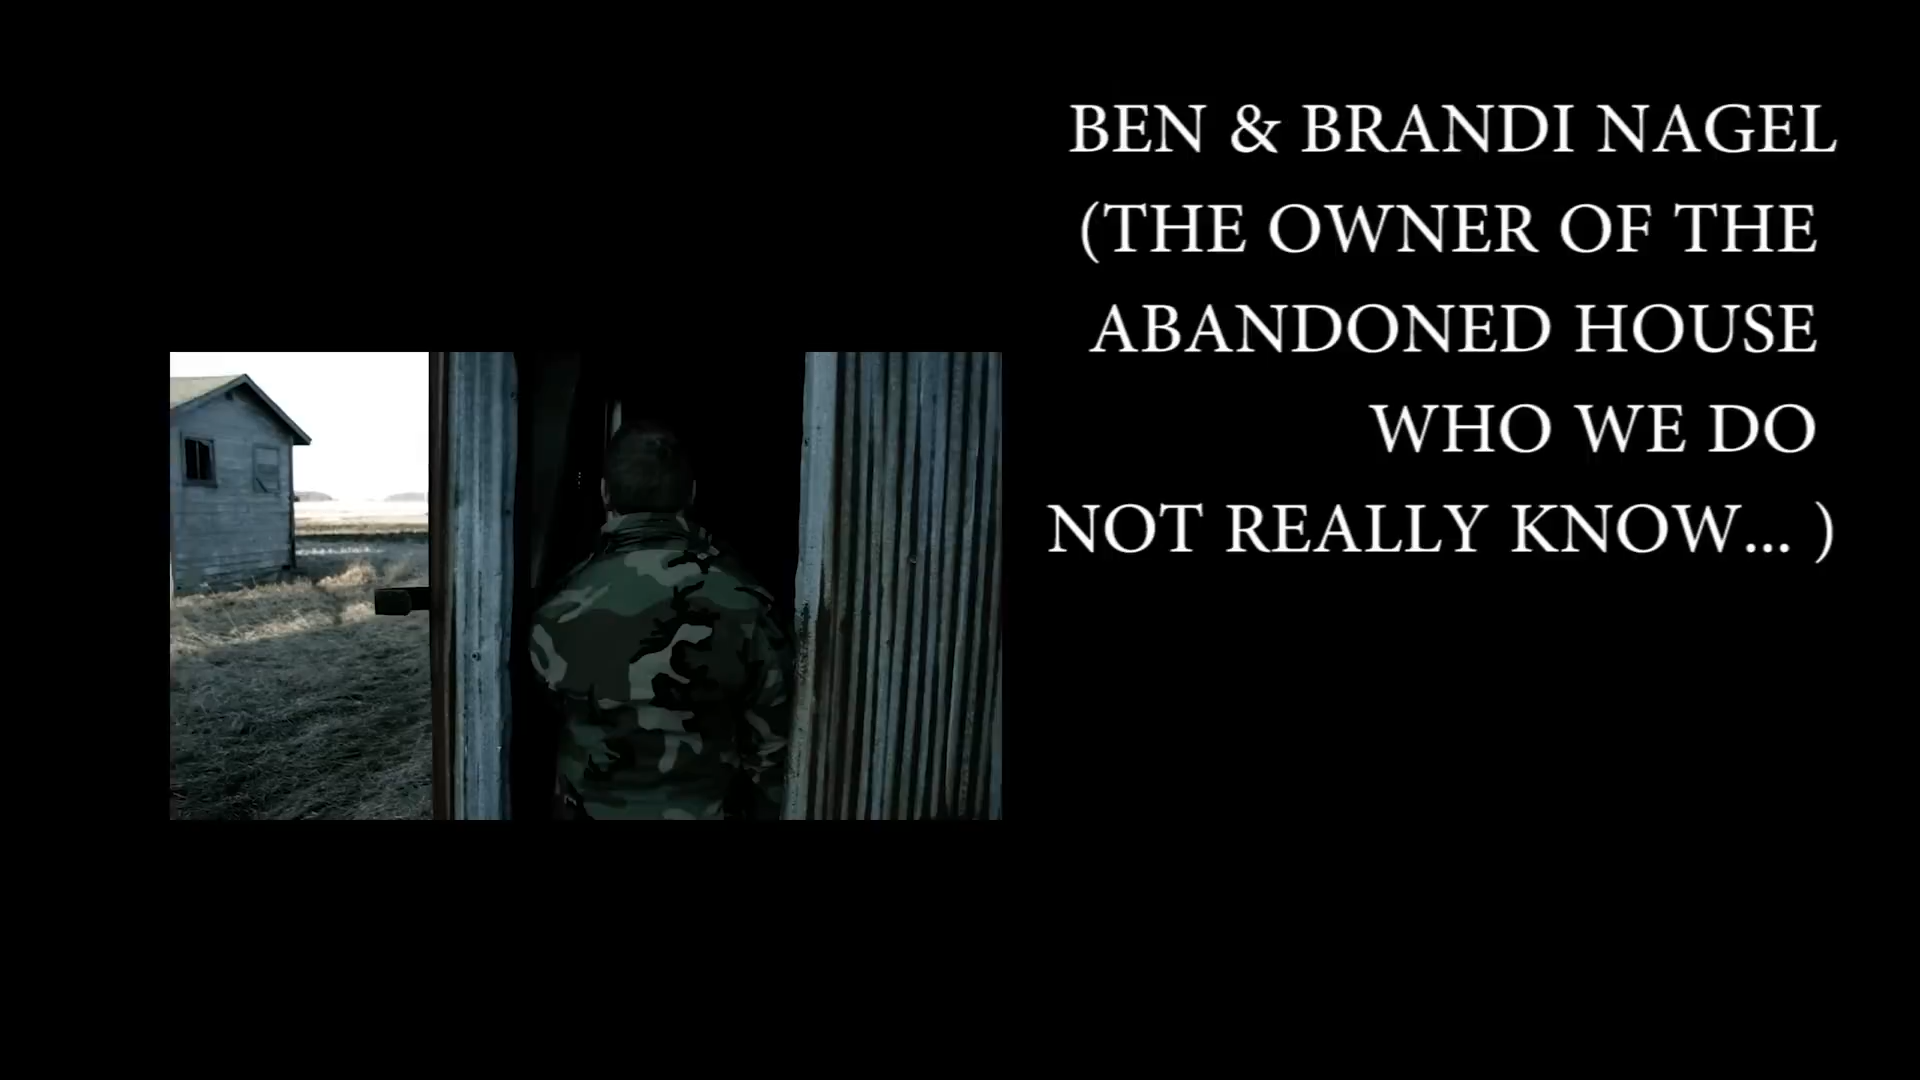 BEN & BRANDI NAGEL
(THE OWNER OF THE
ABANDONED HOUSE
WHO WE DO
NOT REALLY KNOW... )